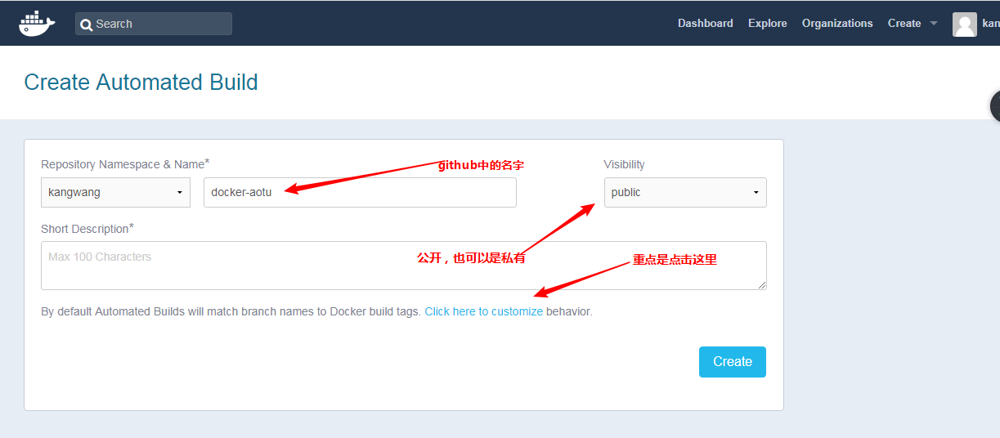 Search
Dashboard Explore Organizations Create kan
Create Automated Build
Repository Namespace & Name* github中的名字 Visibility
kangwang docker-aotu public
Short Description*
Max 100 Characters
公开，也可以是私有 重点是点击这里
By default Automated Builds will match branch names to Docker build tags. Click here to customize behavior.
Create